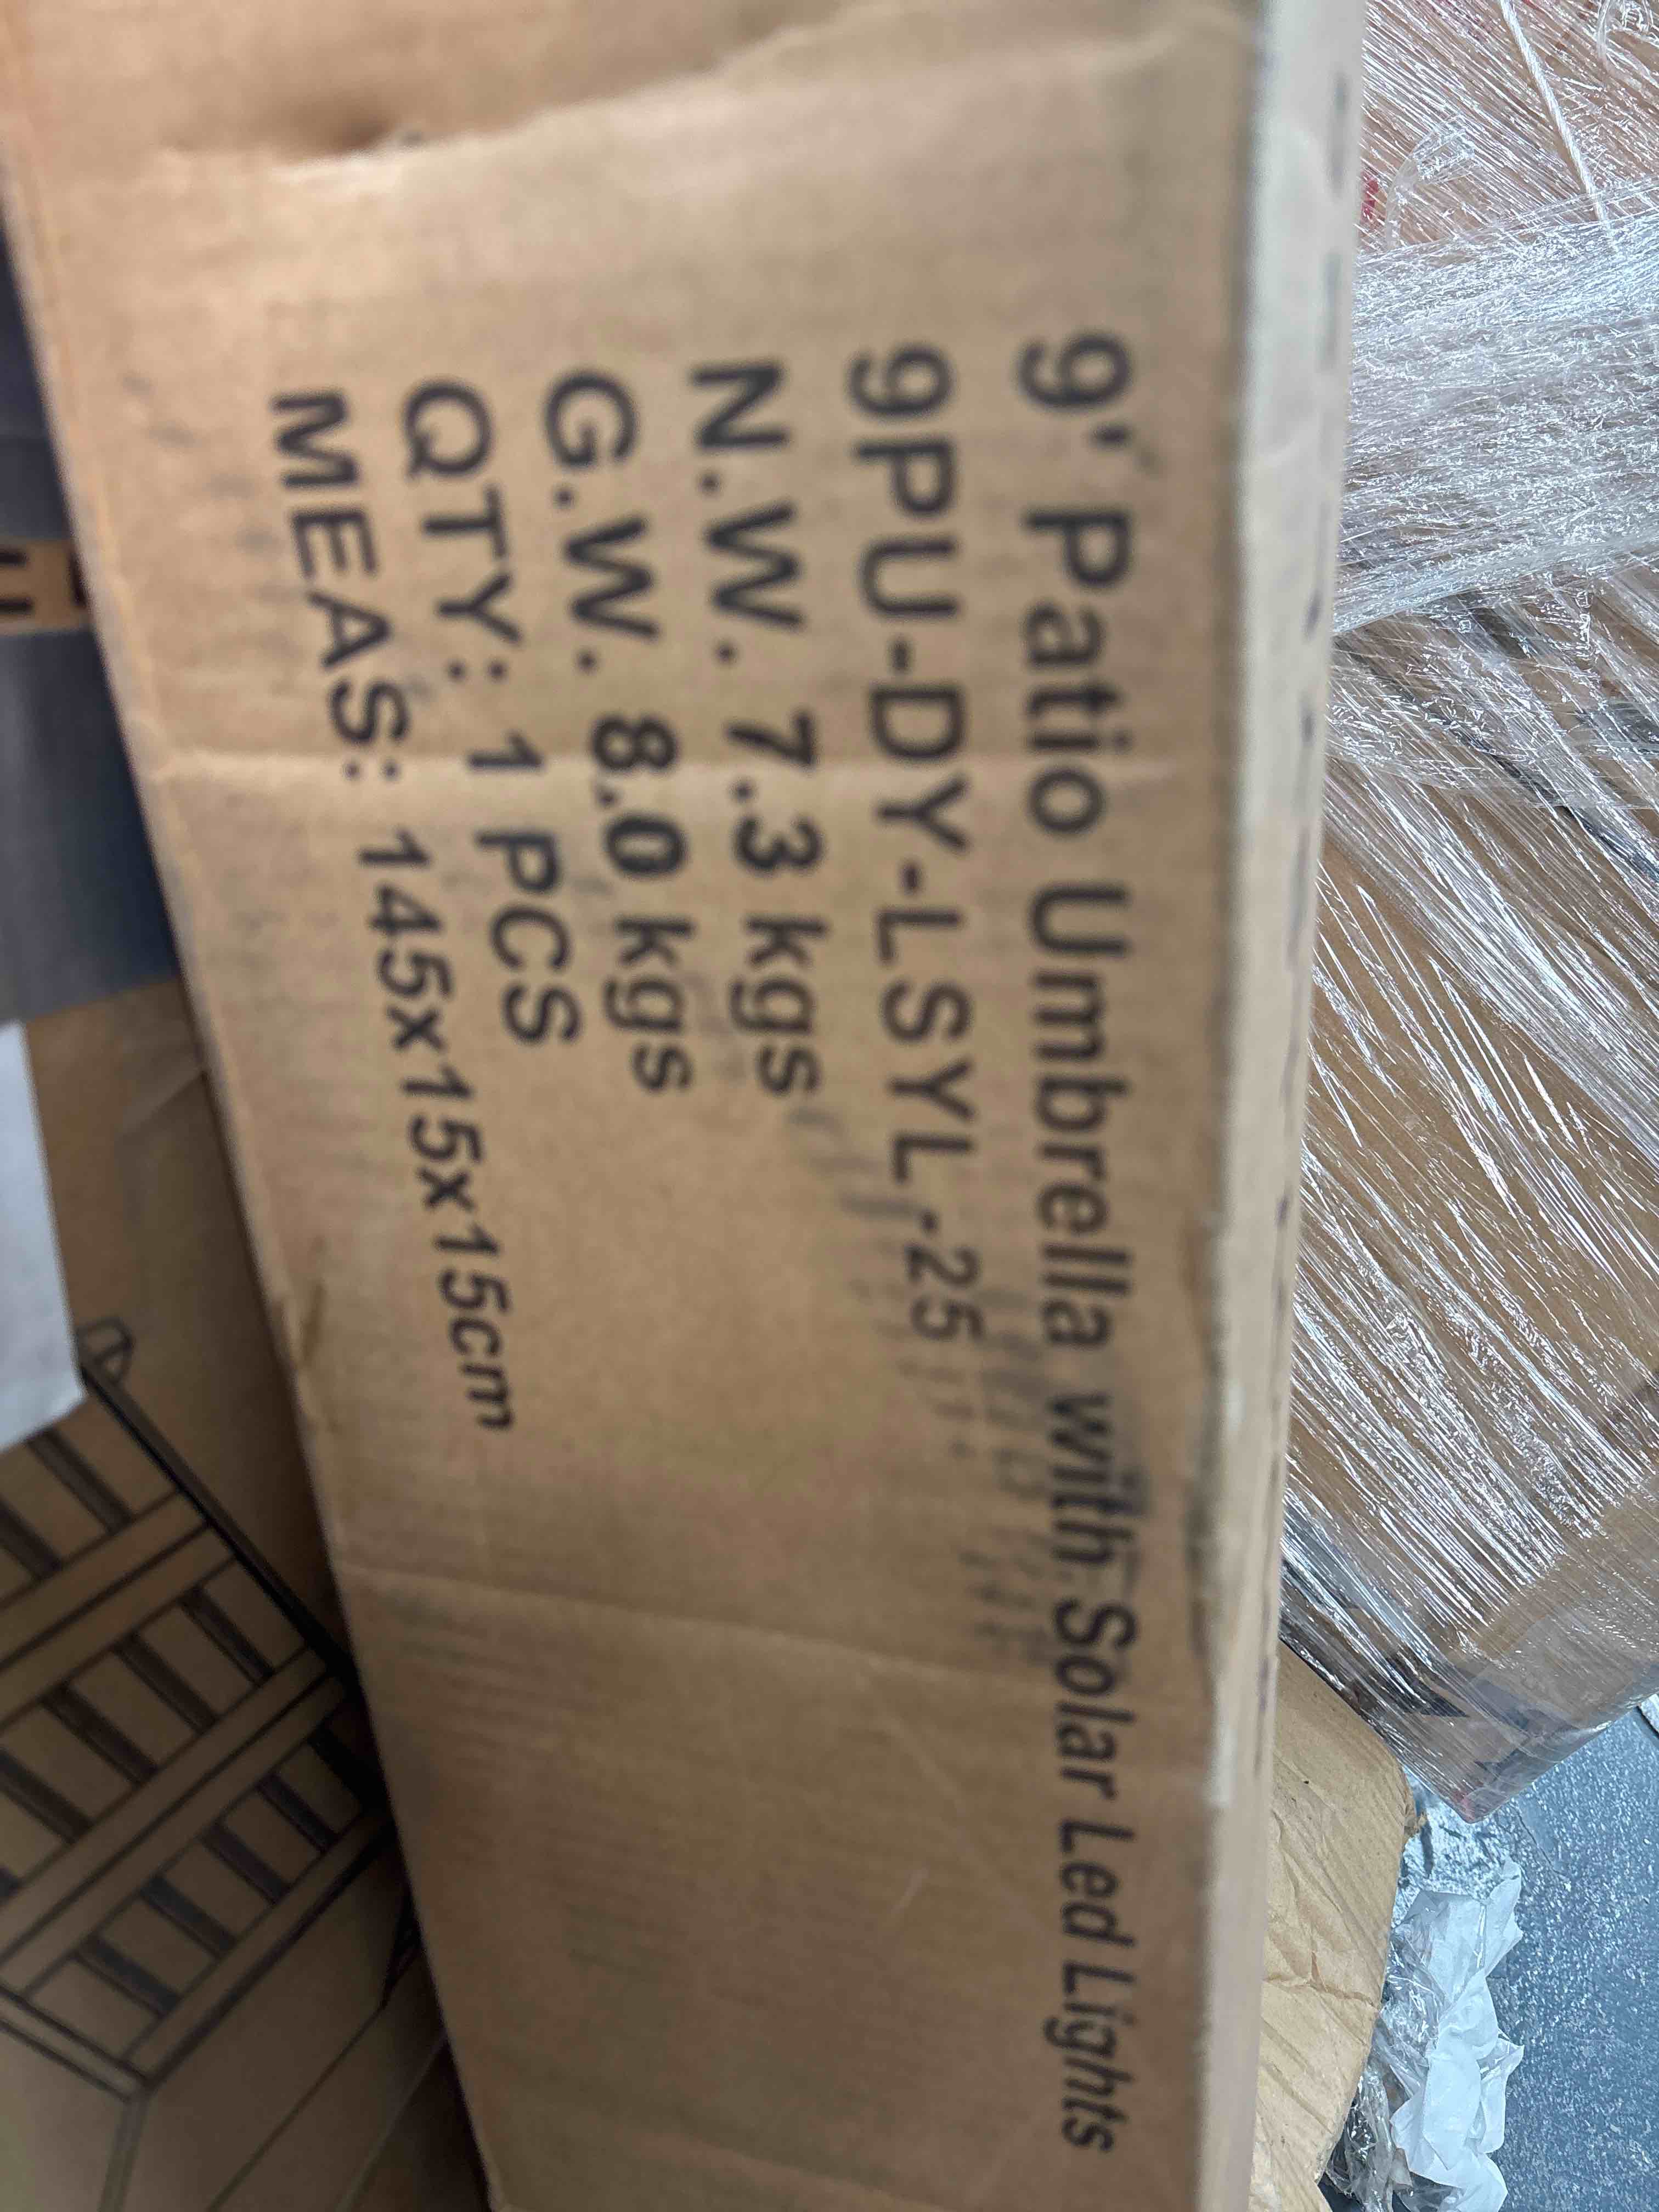 9' Patio Umbrella with Solar Led Lights
9PU-DY-LSYL-25
N.W. 7.3 kgs
G.W. 8.0 kgs
QTY: 1 PCS
MEAS: 145x15x15cm